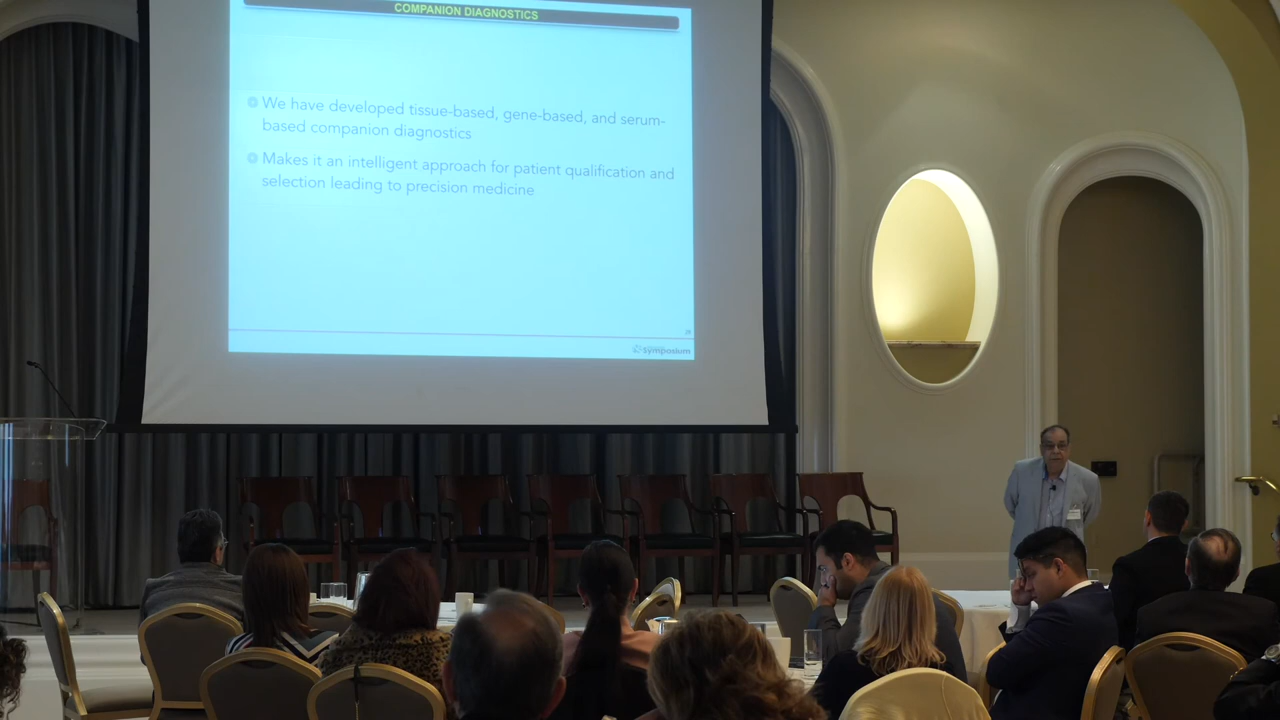 COMPANION DIAGNOSTICS
We have developed tissue-based, gene-based, and serum-
based companion diagnostics
Makes it an intelligent approach for patient qualification and
selection leading to precision medicine
Symposium